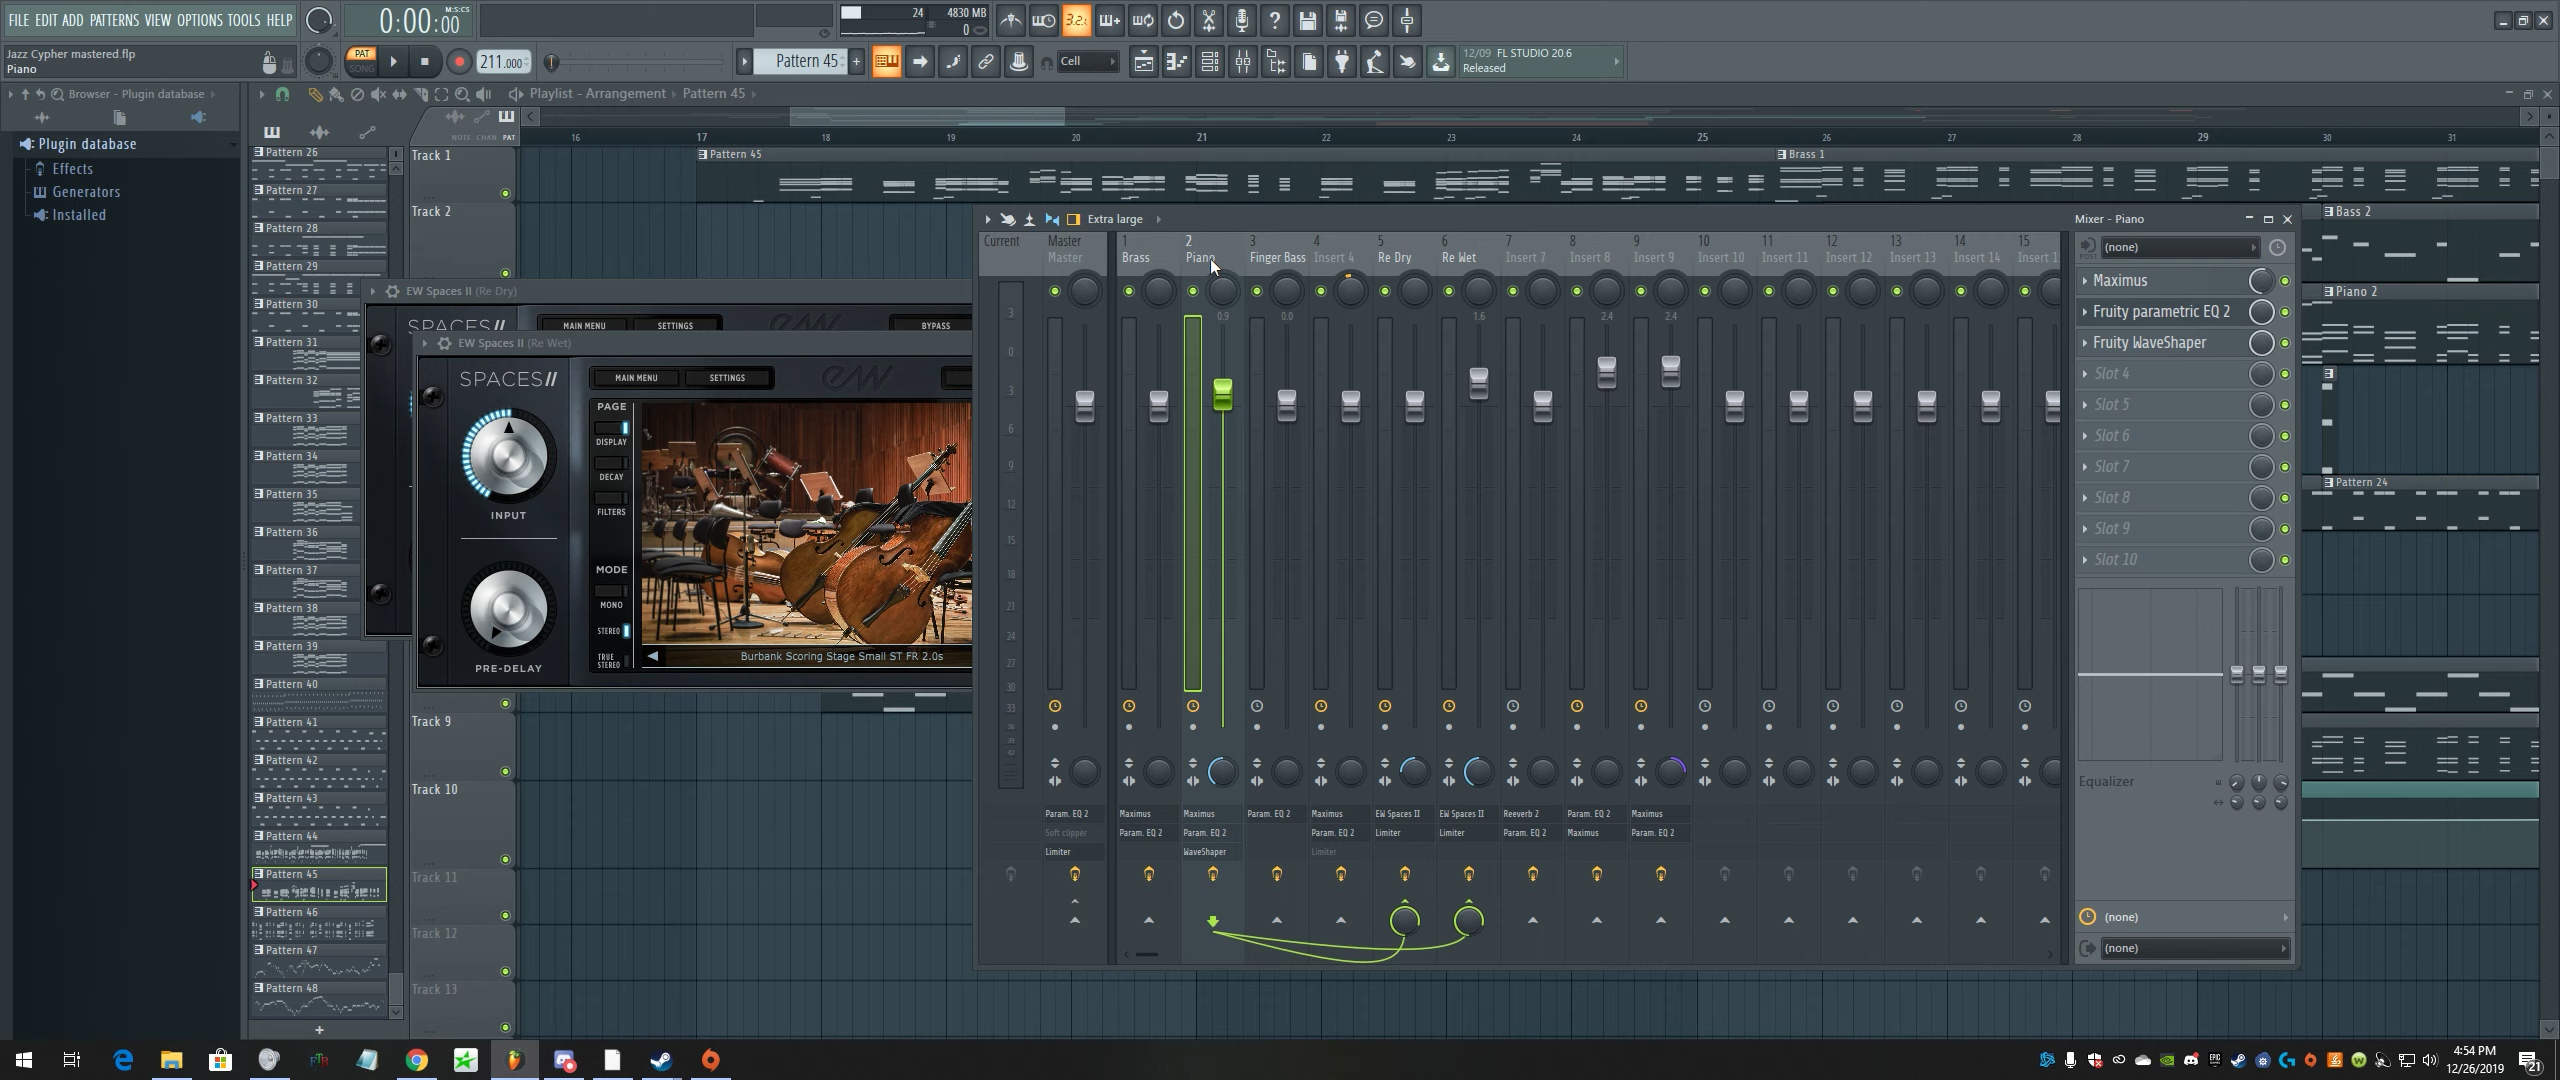 FILE EDIT ADD PATTERNS VIEW OPTIONS TOOLS HELP
0:00:00
M:S:CS
24
4830 MB
0
3.2.
Jazz Cypher mastered.flp
Piano
PAT
SONG
211.000
Pattern 45
Cell
12/09 FL STUDIO 20.6
Released
Browser - Plugin database
Playlist - Arrangement
Pattern 45
Plugin database
Effects
Generators
Installed
NOTE CHAN PAT
16 17 18 19 20 21 22 23 24 25 26 27 28 29 30 31
Pattern 26
Pattern 27
Pattern 28
Pattern 29
Pattern 30
Pattern 31
Pattern 32
Pattern 33
Pattern 34
Pattern 35
Pattern 36
Pattern 37
Pattern 38
Pattern 39
Pattern 40
Pattern 41
Pattern 42
Pattern 43
Pattern 44
Pattern 45
Pattern 46
Pattern 47
Pattern 48
Track 1
Track 2
Track 9
Track 10
Track 11
Track 12
Track 13
Pattern 45
Brass 1
Bass 2
Piano 2
Pattern 24
EW Spaces II (Re Dry)
SPACES II
MAIN MENU
SETTINGS
BYPASS
EW Spaces II (Re Wet)
SPACES II
MAIN MENU
SETTINGS
INPUT
PRE-DELAY
PAGE
DISPLAY
DECAY
FILTERS
MODE
MONO
STEREO
TRUE
STEREO
Burbank Scoring Stage Small ST FR 2.0s
Extra large
Current
Master 1 2 3 4 5 6 7 8 9 10 11 12 13 14 15
Master Brass Piano Finger Bass Insert 4 Re Dry Re Wet Insert 7 Insert 8 Insert 9 Insert 10 Insert 11 Insert 12 Insert 13 Insert 14
0.9 0.0 1.6 2.4 2.4
3
0
3
6
9
12
15
18
21
24
27
30
33
Param. EQ 2 Maximus Maximus Param. EQ 2 Maximus EW Spaces II EW Spaces II Reeverb 2 Param. EQ 2 Maximus
Soft clipper Param. EQ 2 Param. EQ 2 Param. EQ 2 Limiter Limiter Maximus Param. EQ 2
Limiter WaveShaper Limiter
Mixer - Piano
POST
(none)
Maximus
Fruity parametric EQ 2
Fruity WaveShaper
Slot 4
Slot 5
Slot 6
Slot 7
Slot 8
Slot 9
Slot 10
Equalizer
(none)
(none)
4:54 PM
12/26/2019
21